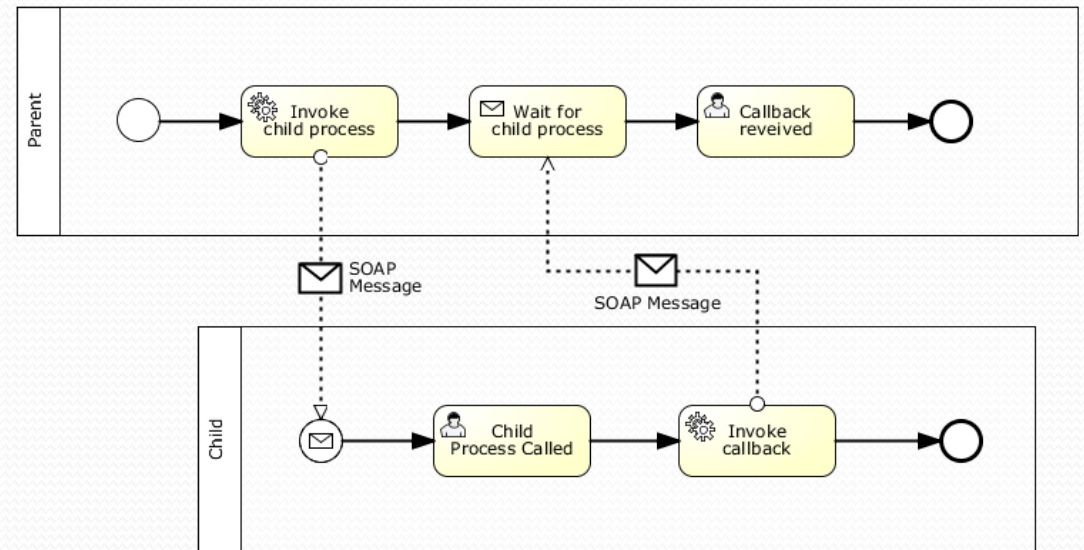 Parent
Invoke
child process
Wait for
child process
Callback
reveived
SOAP
Message
SOAP Message
Child
Child
Process Called
Invoke
callback